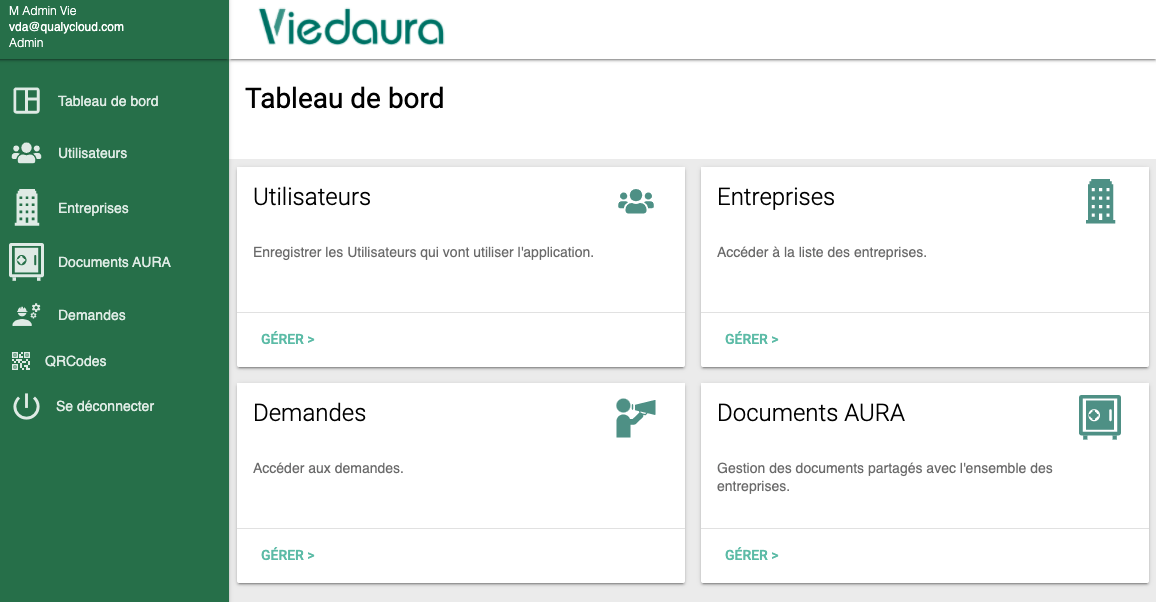 M Admin Vie
vda@qualycloud.com
Admin
Tableau de bord
Utilisateurs
Entreprises
Documents AURA
Demandes
QRCodes
Se déconnecter
Viedaura
Tableau de bord
Utilisateurs
Enregistrer les Utilisateurs qui vont utiliser l'application.
GÉRER >
Entreprises
Accéder à la liste des entreprises.
GÉRER >
Demandes
Accéder aux demandes.
GÉRER >
Documents AURA
Gestion des documents partagés avec l'ensemble des
entreprises.
GÉRER >